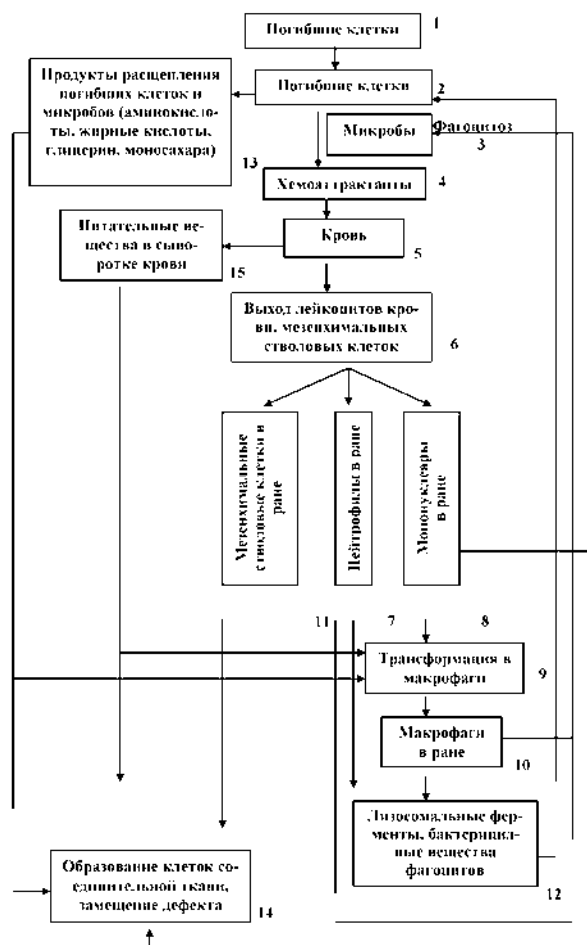 Погибшие клетки
1
Продукты расщепления
погибших клеток и
микробов (аминокисло-
ты, жирные кислоты,
глицерин, моносахара)
13
Погибшие клетки
2
Микробы
Фагоцитоз
3
Хемоаттрактанты
4
Питательные ве-
щества в сыво-
ротке крови
15
Кровь
5
Выход лейкоцитов кро-
ви, мезенхимальных
стволовых клеток
6
Мезенхимальные
стволовые клетки в
ране
Нейтрофилы в ране
Мононуклеары
в ране
11
7
8
Трансформация в
макрофаги
9
Макрофаги
в ране
10
Лизосомальные фер-
менты, бактерицид-
ные вещества
фагоцитов
12
Образование клеток со-
единительной ткани,
замещение дефекта
14